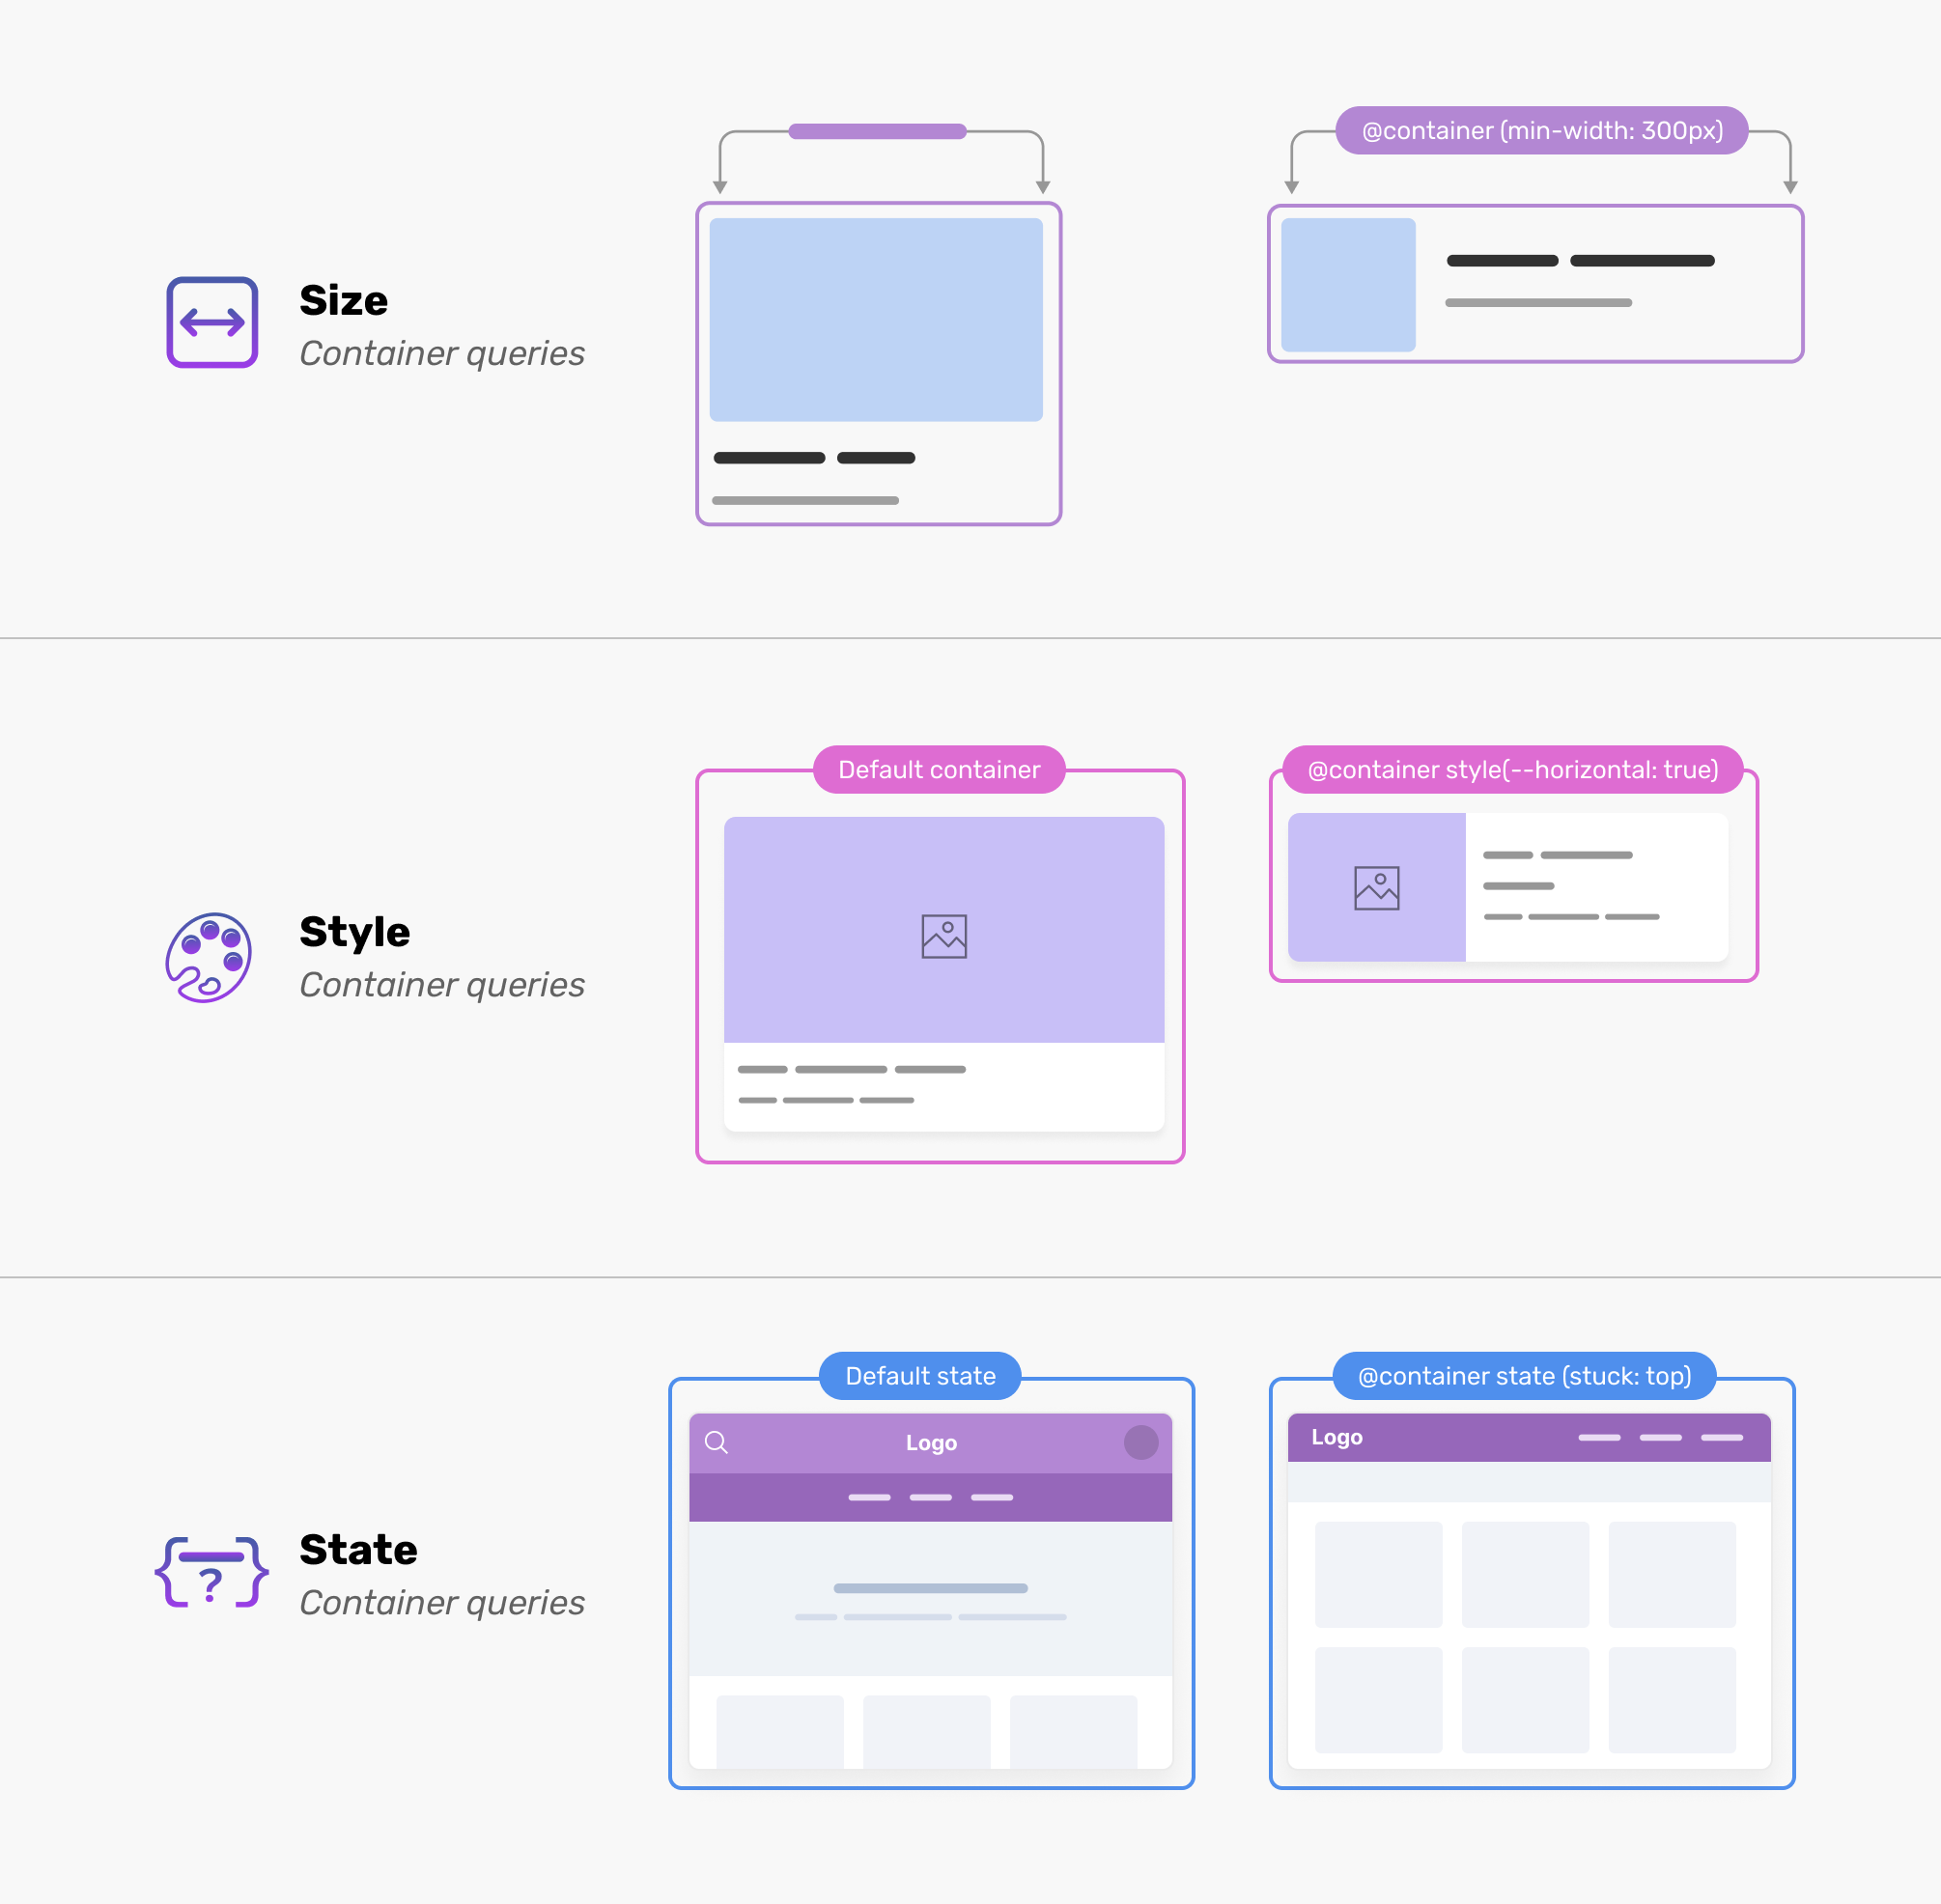 @container (min-width: 300px)
Size
Container queries
Default container
@container style(--horizontal: true)
Style
Container queries
Default state
@container state (stuck: top)
Logo
Logo
State
Container queries